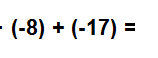 (-8) + (-17) =